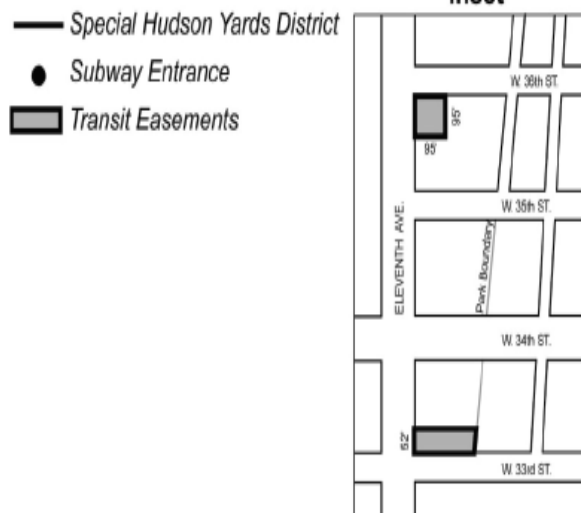 Inset
Special Hudson Yards District
Subway Entrance
Transit Easements
W. 36th ST.
95'
95'
W. 35th ST.
ELEVENTH AVE.
Park Boundary
W. 34th ST.
62'
W. 33rd ST.